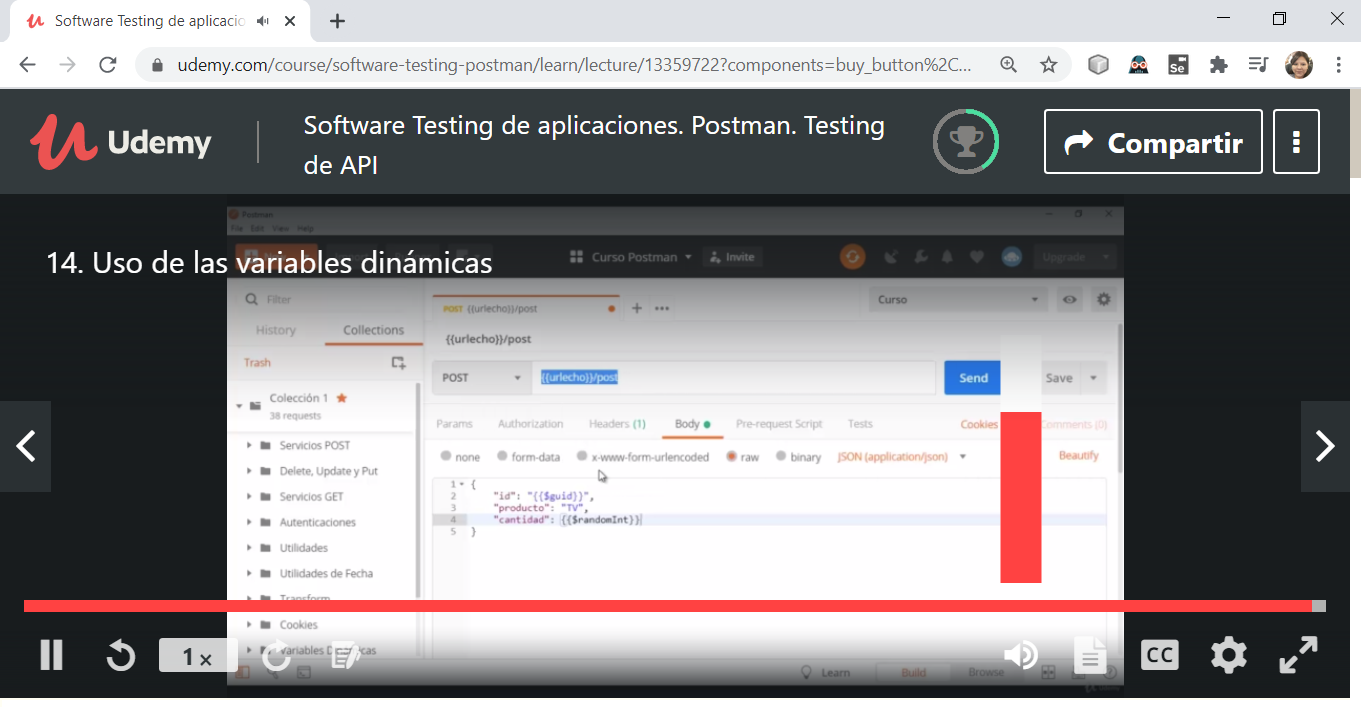 Software Testing de aplicacio
udemy.com/course/software-testing-postman/learn/lecture/13359722?components=buy_button%2C...
Se
Udemy
Software Testing de aplicaciones. Postman. Testing
de API
Compartir
Postman
File Edit View Help
14. Uso de las variables dinámicas
Curso Postman
Invite
Upgrade
Filter
POST {{urlecho}}/post
Curso
History
Collections
{{urlecho}}/post
Trash
POST
{{urlecho}}/post
Send
Save
Colección 1
38 requests
Params Authorization Headers (1) Body Pre-request Script Tests Cookies Comments (0)
Servicios POST
none form-data x-www-form-urlencoded raw binary JSON (application/json) Beautify
Delete, Update y Put
Servicios GET
Autenticaciones
Utilidades
Utilidades de Fecha
Transform
Cookies
Variables Dinámicas
1 {
2 "id": "{{$guid}}",
3 "producto": "TV",
4 "cantidad": {{$randomInt}}
5 }
1 x
CC
Learn
Build
Browse